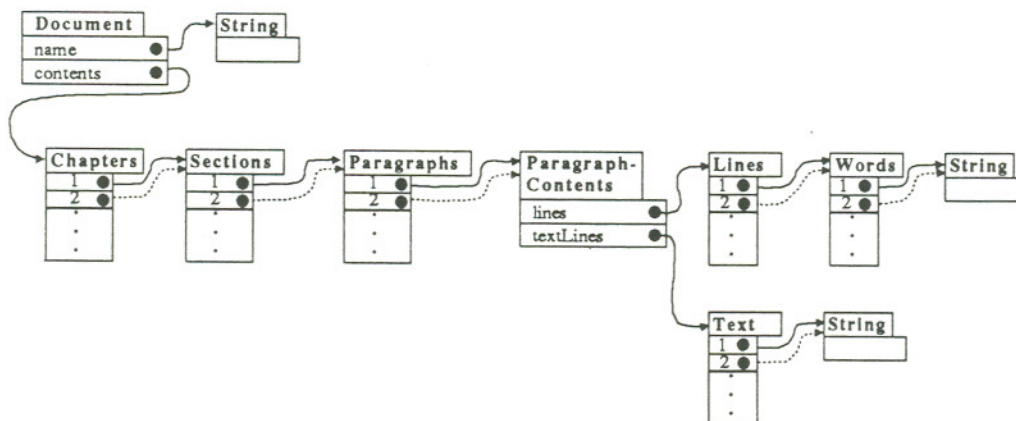 Document
name
contents
String
Chapters
1
2
Sections
1
2
Paragraphs
1
2
Paragraph-
Contents
lines
textLines
Lines
1
2
Words
1
2
String
Text
1
2
String